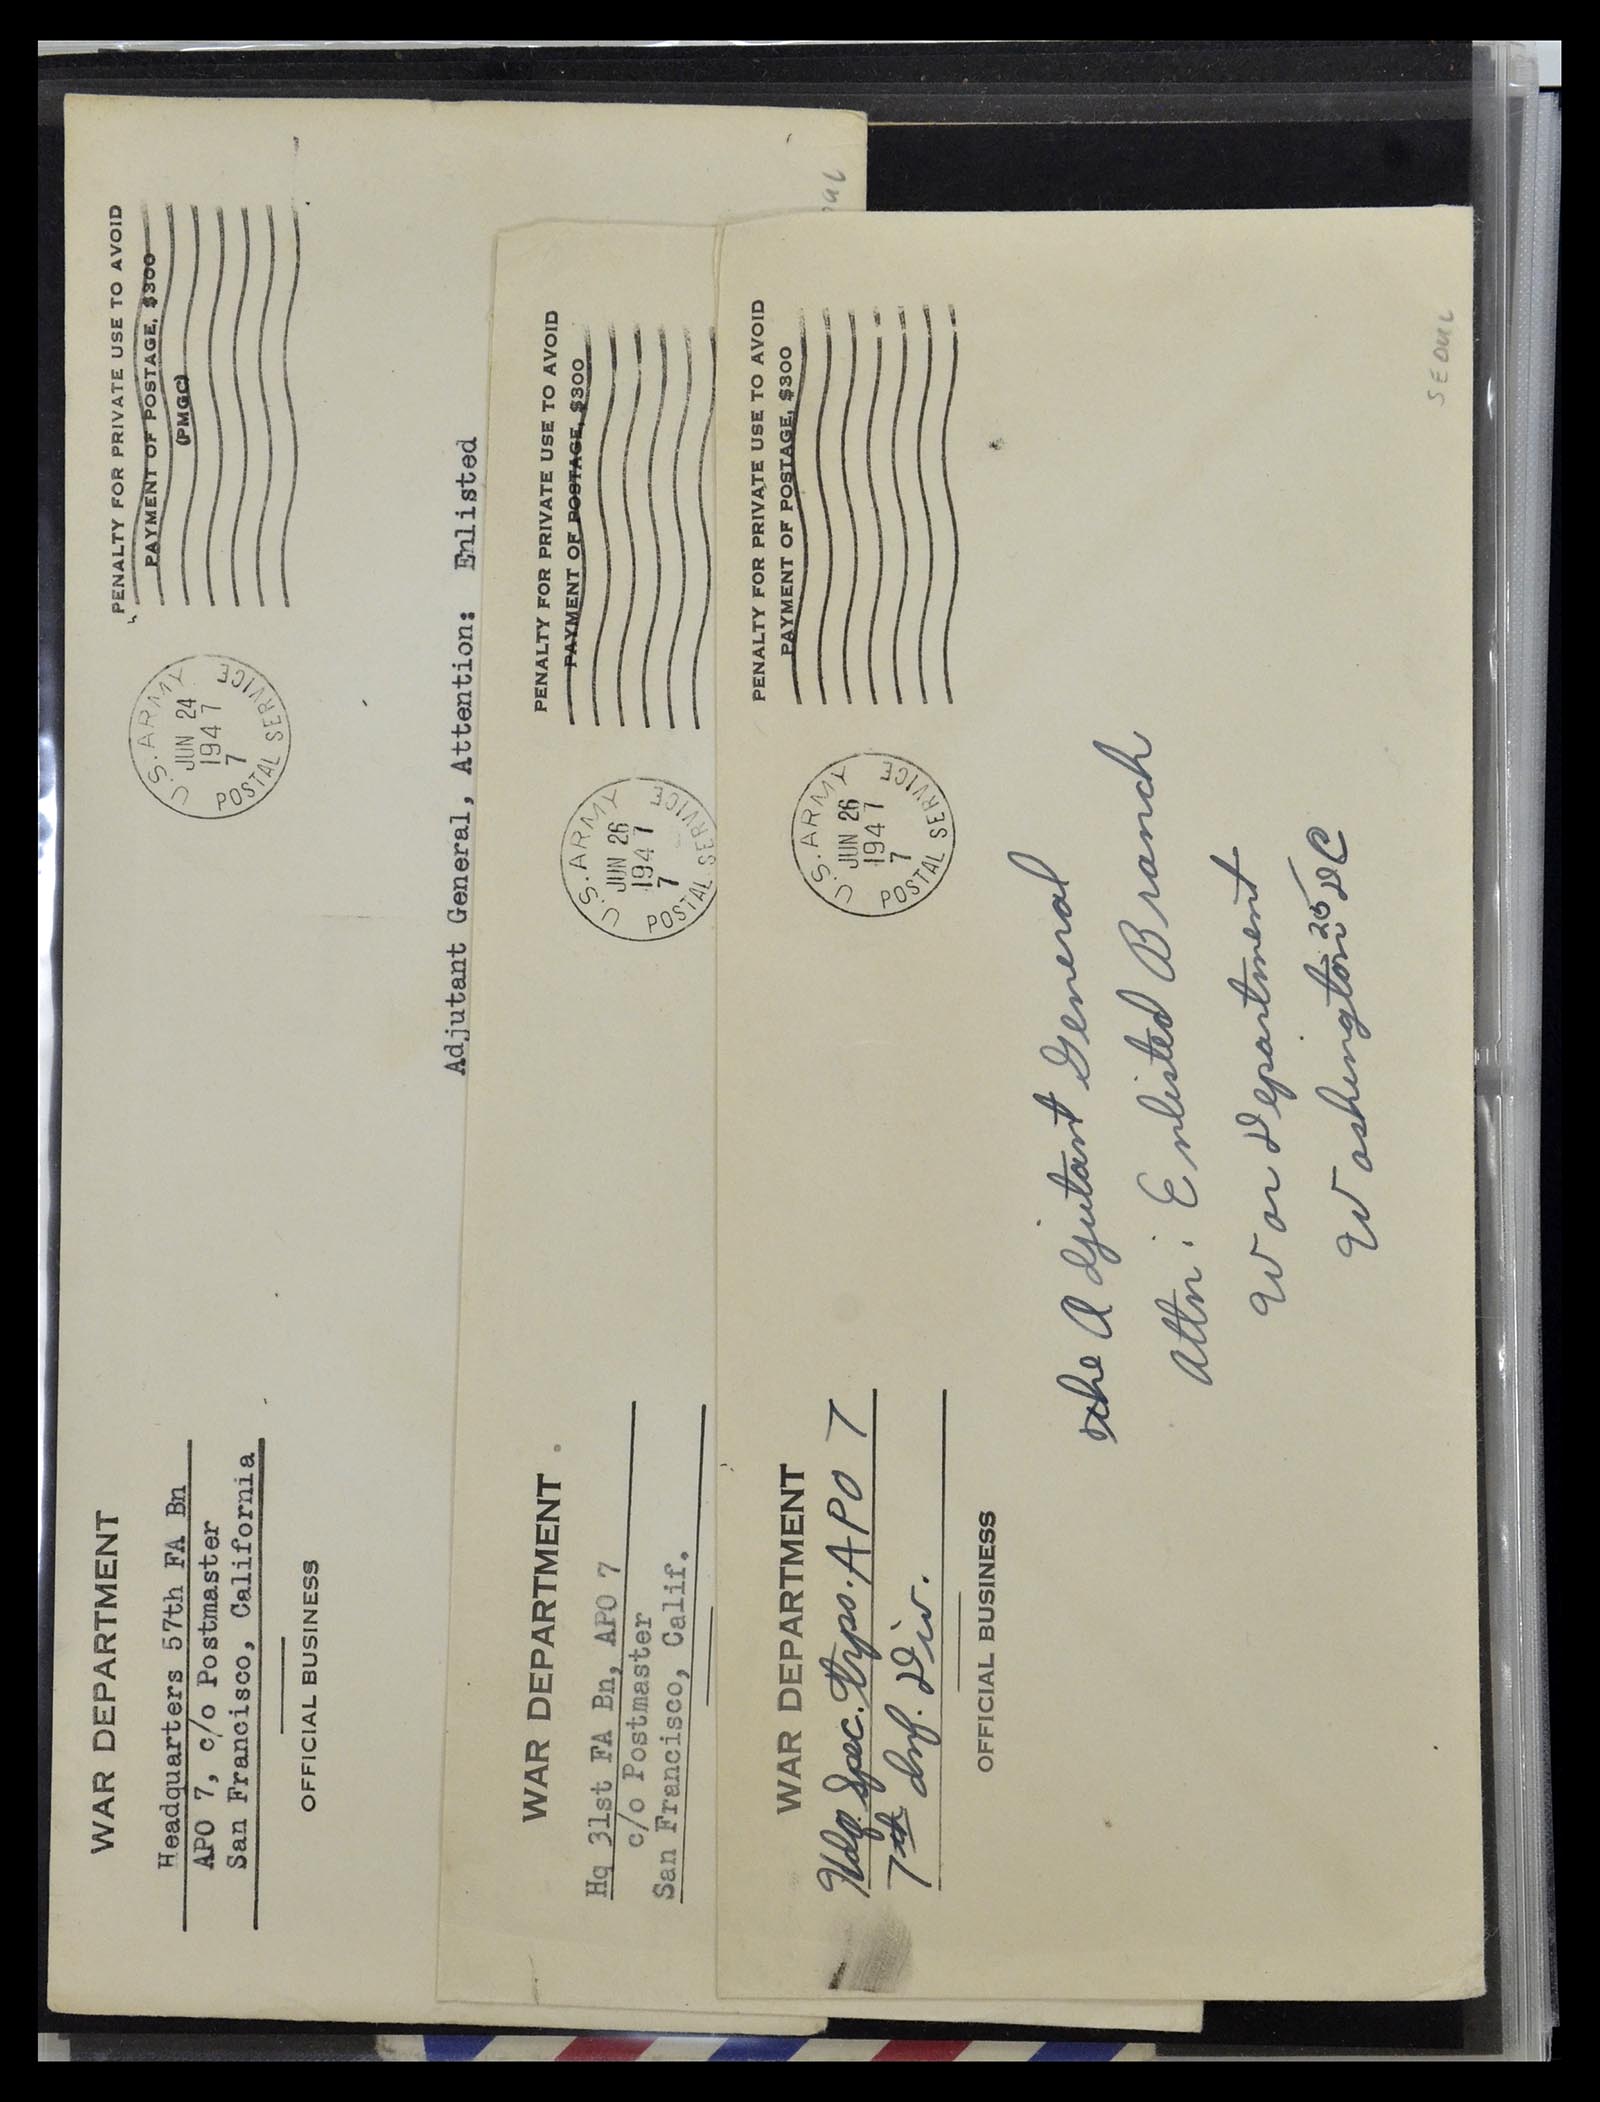 WAR DEPARTMENT
Headquarters 57th FA Bn
APO 7, c/o Postmaster
San Francisco, California
OFFICIAL BUSINESS
PENALTY FOR PRIVATE USE TO AVOID
PAYMENT OF POSTAGE, $300
(PMGC)
U.S. ARMY
JUN 24
1947
7
POSTAL SERVICE
Adjutant General, Attention: Enlisted
WAR DEPARTMENT
Hq 31st FA Bn, APO 7
c/o Postmaster
San Francisco, Calif.
PENALTY FOR PRIVATE USE TO AVOID
PAYMENT OF POSTAGE, $300
U.S. ARMY
JUN 26
1947
7
POSTAL SERVICE
WAR DEPARTMENT
Hdq. Spec. Trps. APO 7
7th Inf. Div.
OFFICIAL BUSINESS
PENALTY FOR PRIVATE USE TO AVOID
PAYMENT OF POSTAGE, $300
U.S. ARMY
JUN 26
1947
7
POSTAL SERVICE
The Adjutant General
Attn: Enlisted Branch
War Department
Washington 25 DC
SEOUL